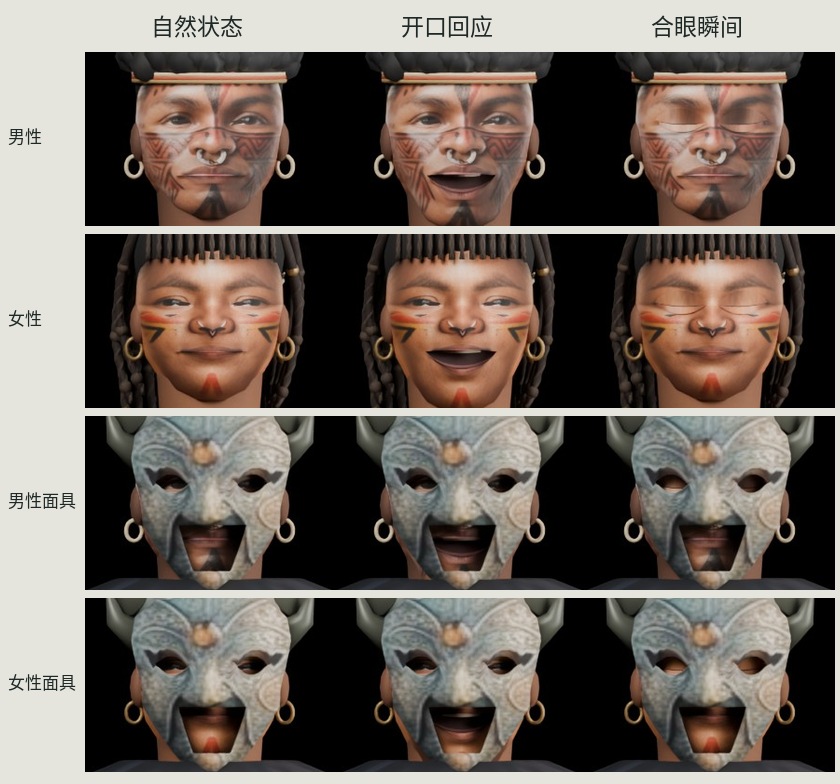 自然状态
开口回应
合眼瞬间
男性
女性
男性面具
女性面具